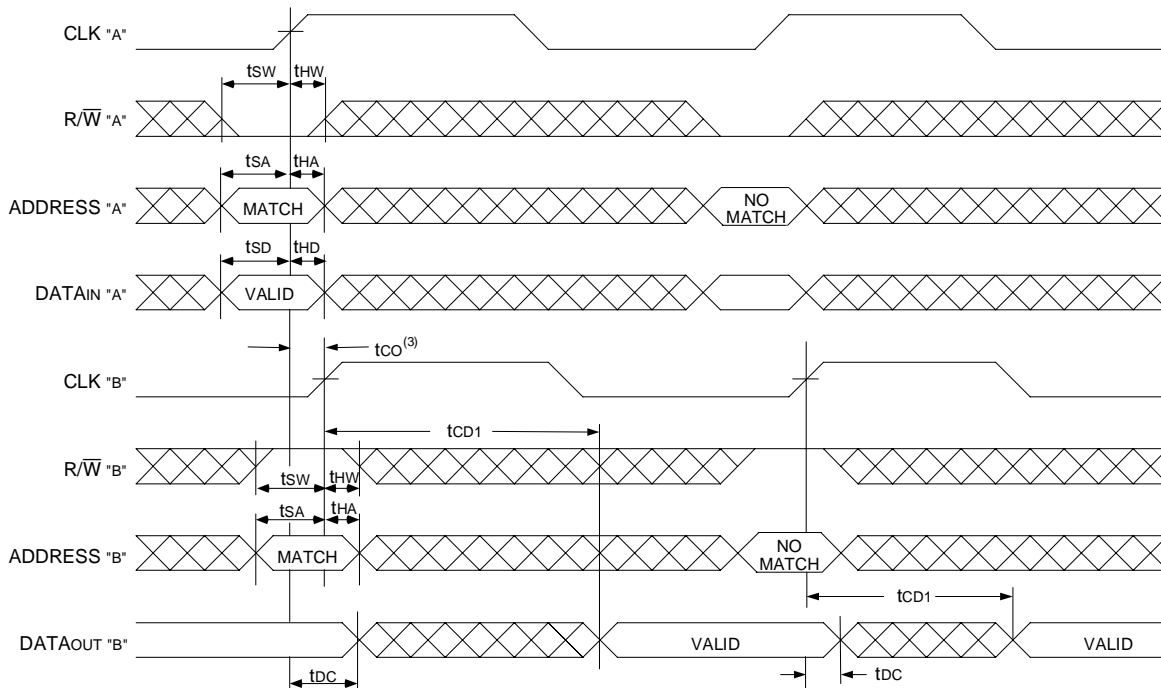 CLK "A"
tSW tHW
R/W̅ "A"
tSA tHA
ADDRESS "A" MATCH NO MATCH
tSD tHD
DATAIN "A" VALID
tCO(3)
CLK "B"
tCD1
R/W̅ "B"
tSW tHW
tSA tHA
ADDRESS "B" MATCH NO MATCH
tCD1
DATAOUT "B" VALID VALID
tDC tDC